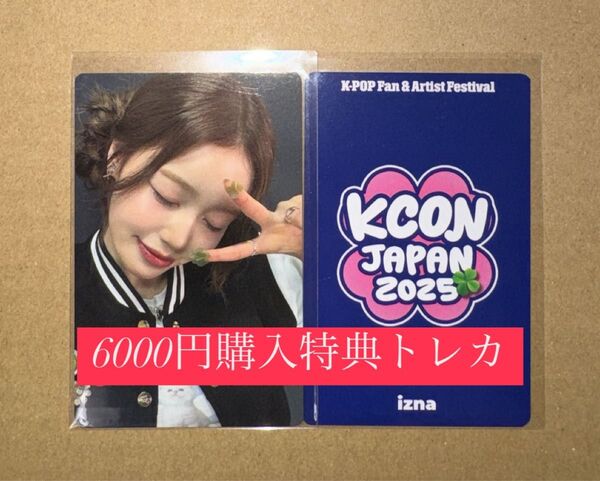 K-POP Fan & Artist Festival
KCON
JAPAN
2025
6000円購入特典トレカ
izna